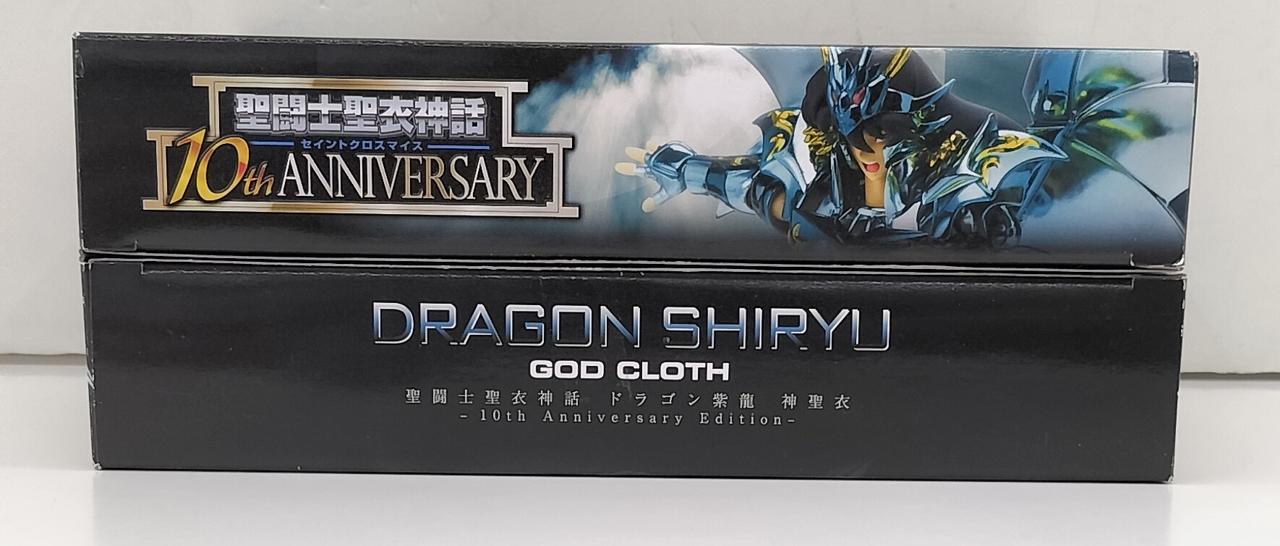 聖闘士聖衣神話
セイントクロスマイス
10th ANNIVERSARY
DRAGON SHIRYU
GOD CLOTH
聖闘士聖衣神話 ドラゴン紫龍 神聖衣
-10th Anniversary Edition-